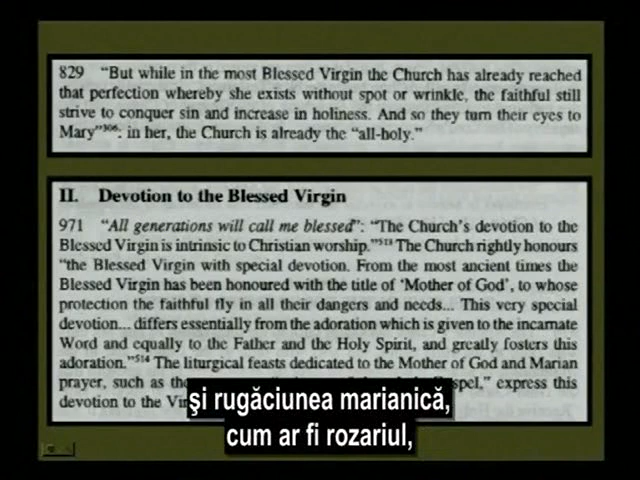 829 "But while in the most Blessed Virgin the Church has already reached
that perfection whereby she exists without spot or wrinkle, the faithful still
strive to conquer sin and increase in holiness. And so they turn their eyes to
Mary"306: in her, the Church is already the "all-holy."
II. Devotion to the Blessed Virgin
971 "All generations will call me blessed": "The Church's devotion to the
Blessed Virgin is intrinsic to Christian worship."513 The Church rightly honours
"the Blessed Virgin with special devotion. From the most ancient times the
Blessed Virgin has been honoured with the title of 'Mother of God', to whose
protection the faithful fly in all their dangers and needs... This very special
devotion... differs essentially from the adoration which is given to the incarnate
Word and equally to the Father and the Holy Spirit, and greatly fosters this
adoration."514 The liturgical feasts dedicated to the Mother of God and Marian
prayer, such as express this
devotion to the
şi rugăciunea marianică,
cum ar fi rozariul,